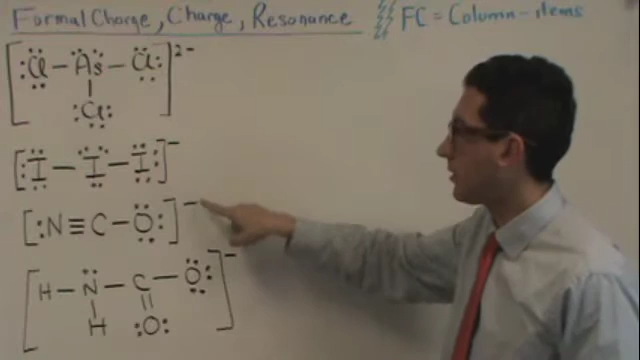 Formal Charge, Charge, Resonance
FC = Column - items
[:Cl - As - Cl:]2-
:Cl:
[:I - I - I:]-
[:N ≡ C - O:]-
[H - N - C - O:]-
H :O: